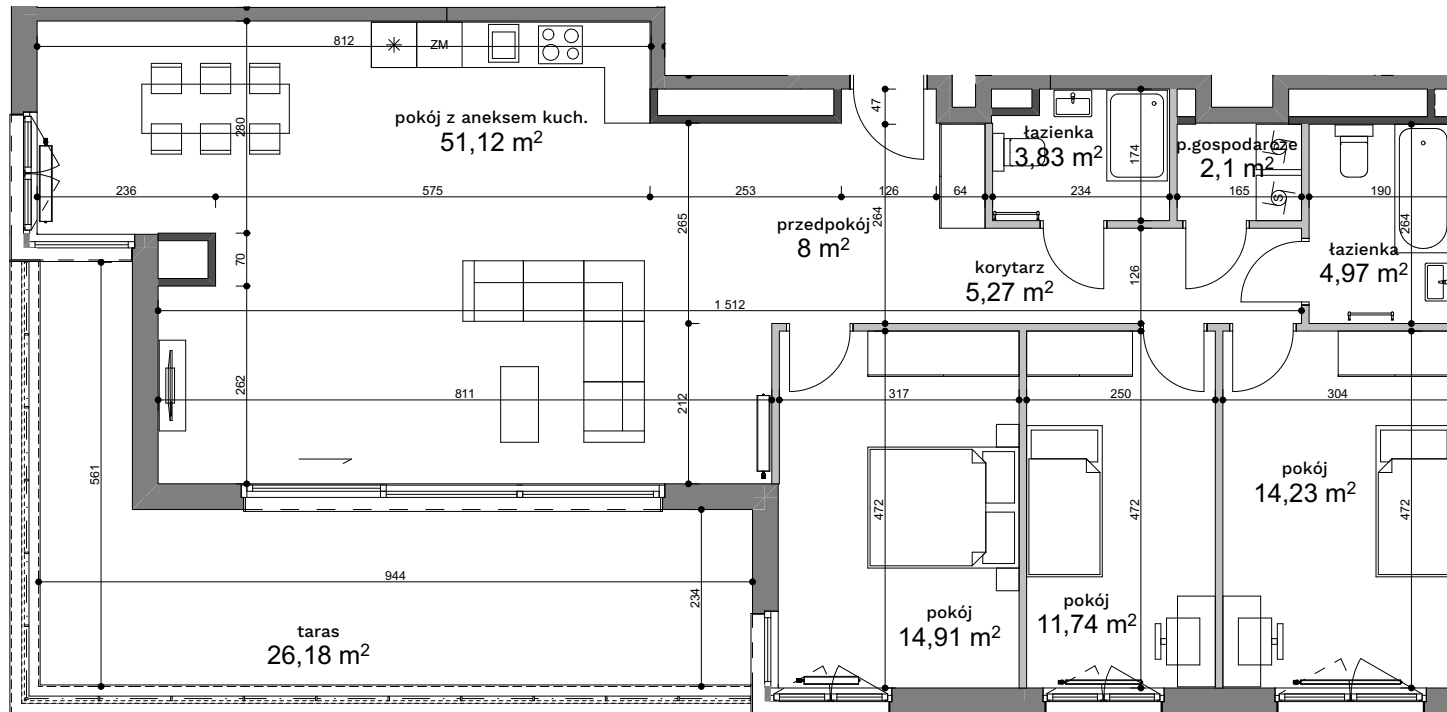 812
ZM
pokój z aneksem kuch.
51,12 m²
280
47
łazienka
3,83 m²
174
p.gospodarcze
2,1 m²
S
236
575
253
126
64
234
165
190
264
264
265
przedpokój
8 m²
korytarz
5,27 m²
126
łazienka
4,97 m²
70
1 512
262
811
212
317
250
304
561
472
472
472
pokój
14,23 m²
944
234
taras
26,18 m²
pokój
14,91 m²
pokój
11,74 m²